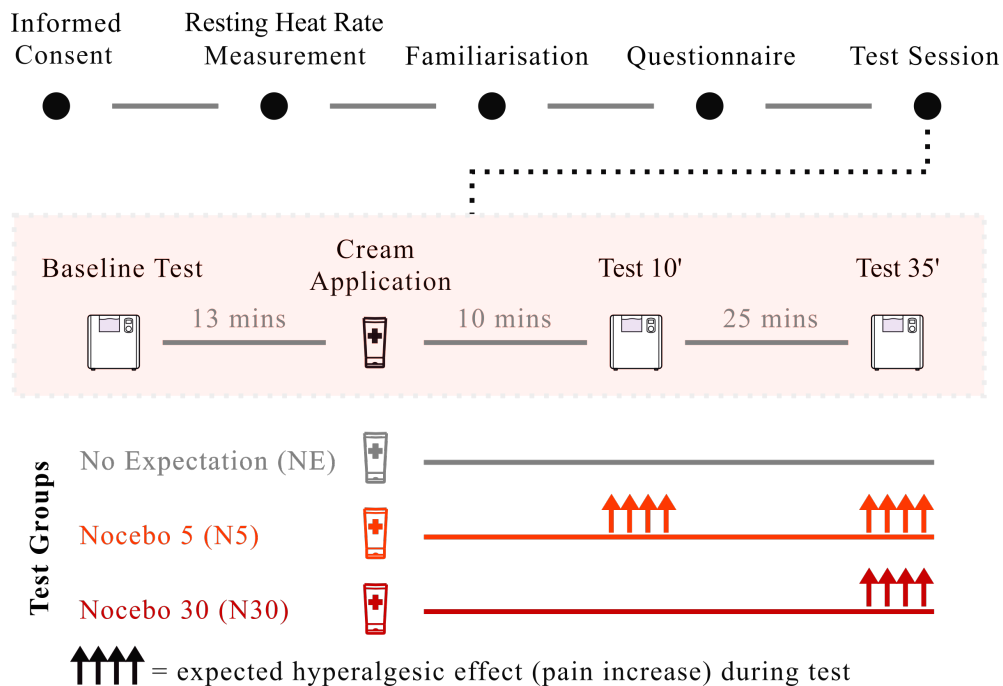 Informed
Consent
Resting Heat Rate
Measurement
Familiarisation
Questionnaire
Test Session
Baseline Test
Cream
Application
Test 10'
Test 35'
13 mins
10 mins
25 mins
Test Groups
No Expectation (NE)
Nocebo 5 (N5)
Nocebo 30 (N30)
= expected hyperalgesic effect (pain increase) during test